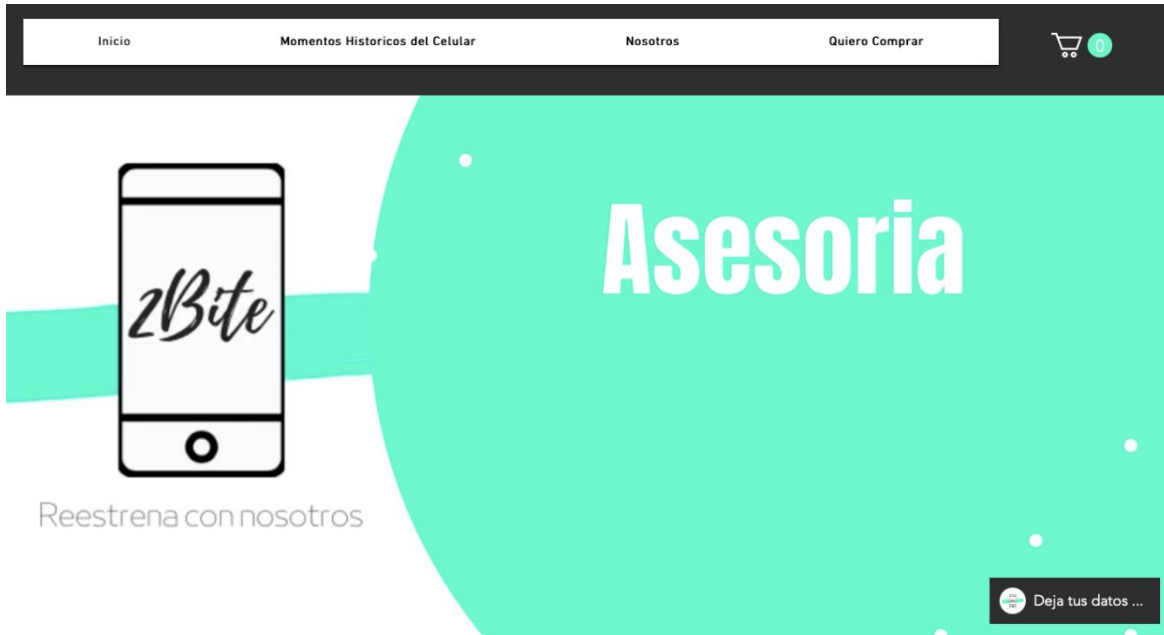 Inicio Momentos Historicos del Celular Nosotros Quiero Comprar 0
Asesoria
2Bite
Reestrena con nosotros
Deja tus datos ...